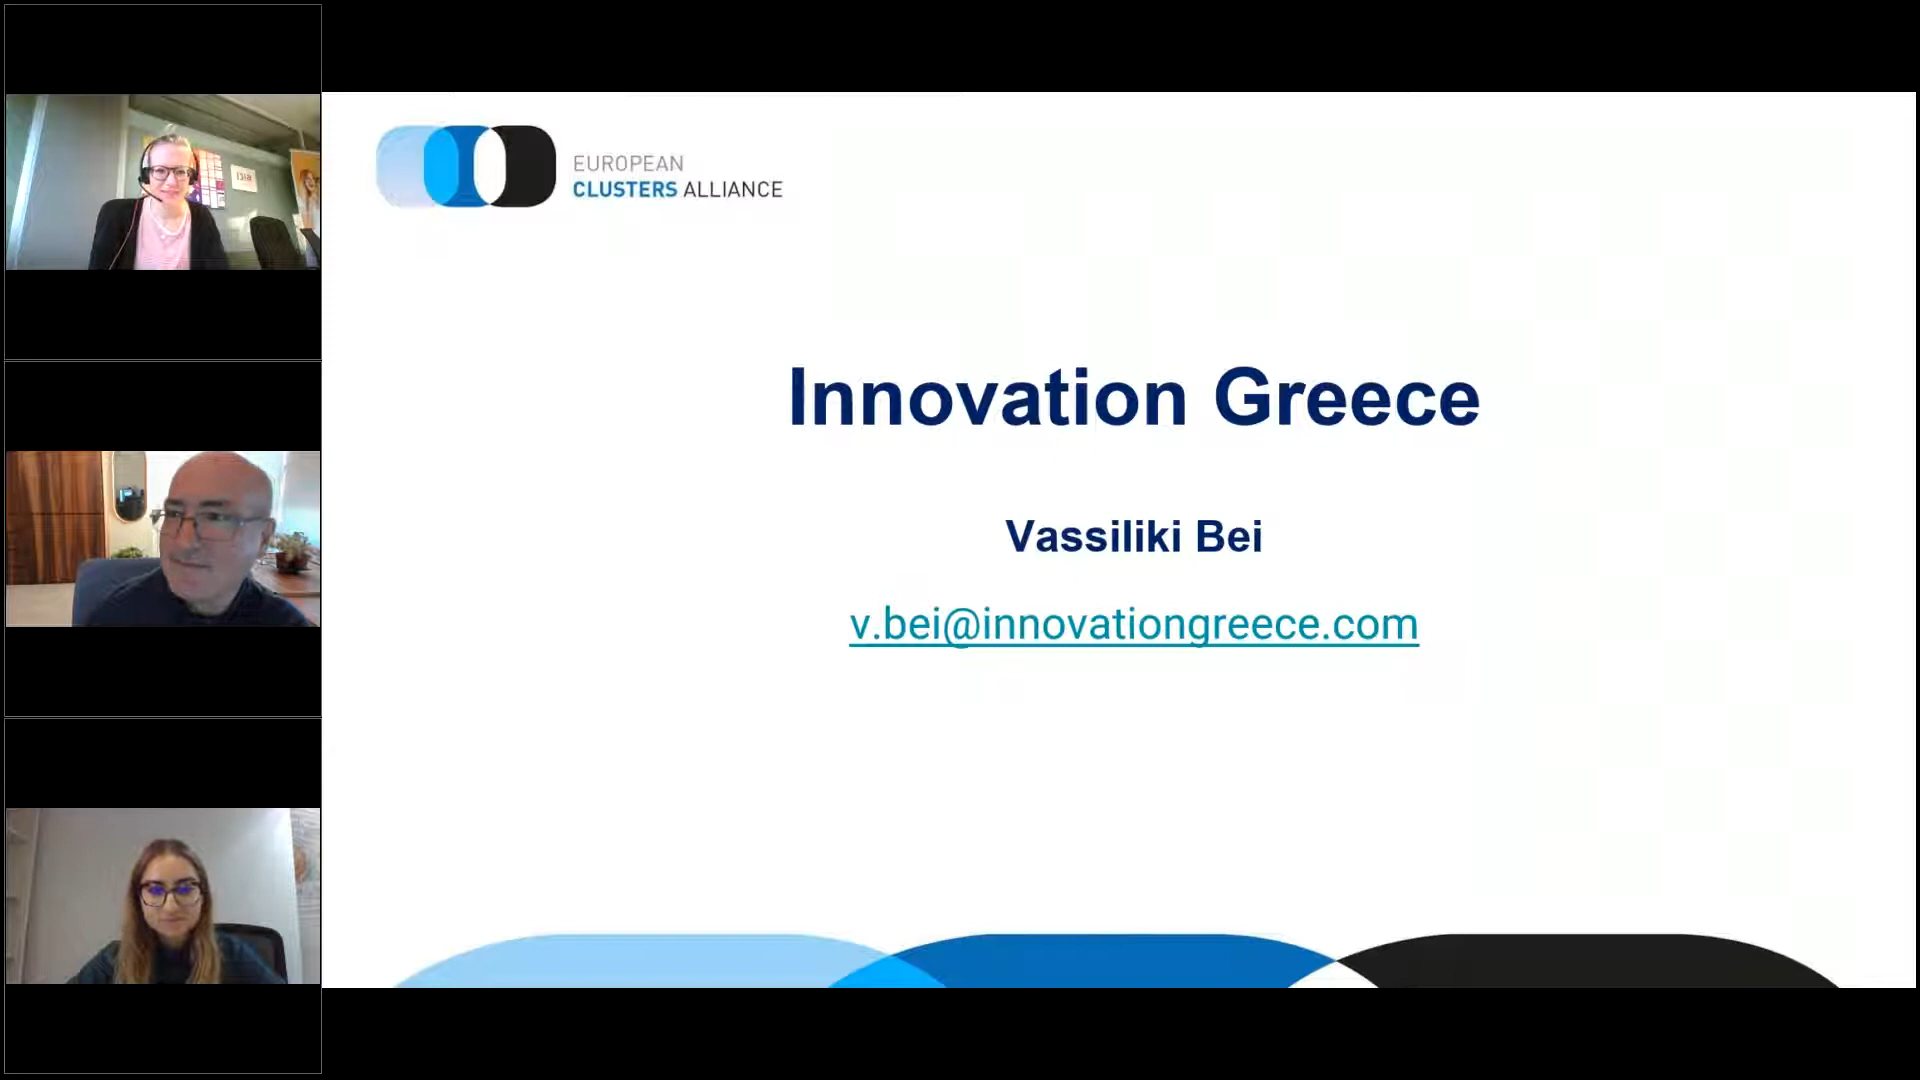 EUROPEAN
CLUSTERS ALLIANCE
Innovation Greece
Vassiliki Bei
v.bei@innovationgreece.com